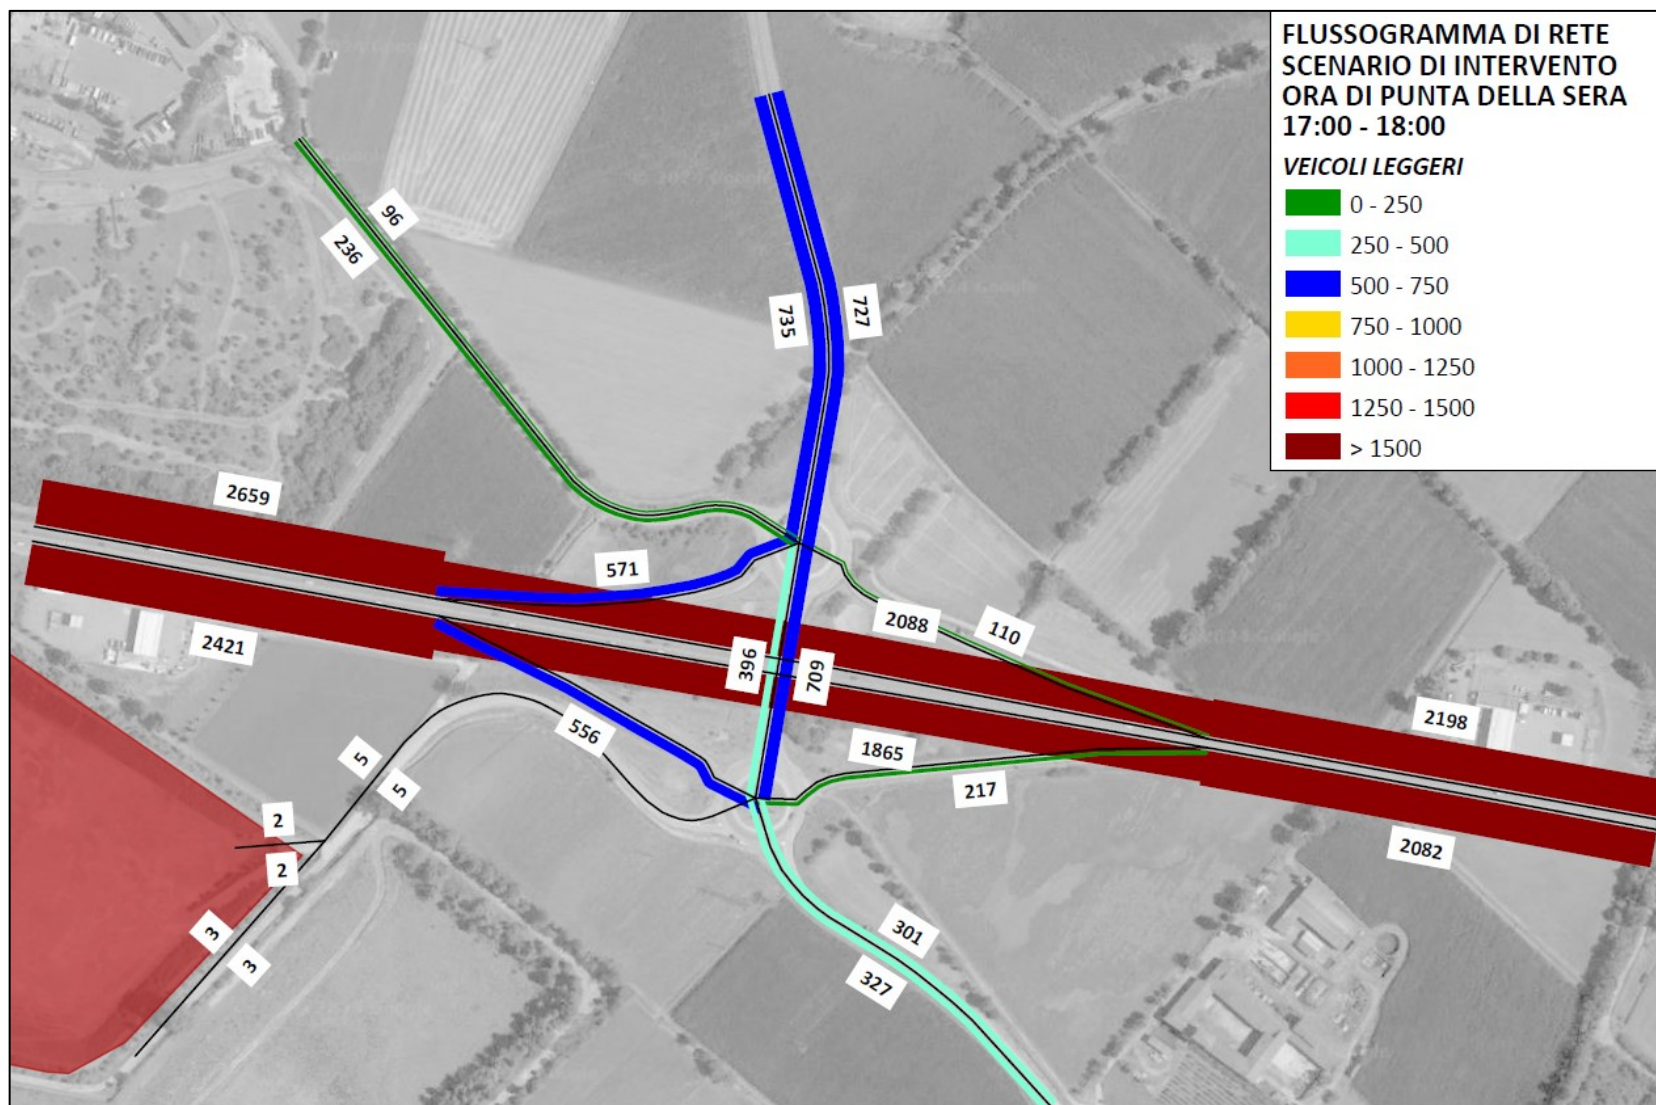 FLUSSOGRAMMA DI RETE
SCENARIO DI INTERVENTO
ORA DI PUNTA DELLA SERA
17:00 - 18:00
VEICOLI LEGGERI
0 - 250
250 - 500
500 - 750
750 - 1000
1000 - 1250
1250 - 1500
> 1500
96
236
735
727
2659
571
2421
2088
110
396
709
2198
556
1865
217
5
5
2082
2
2
3
3
301
327